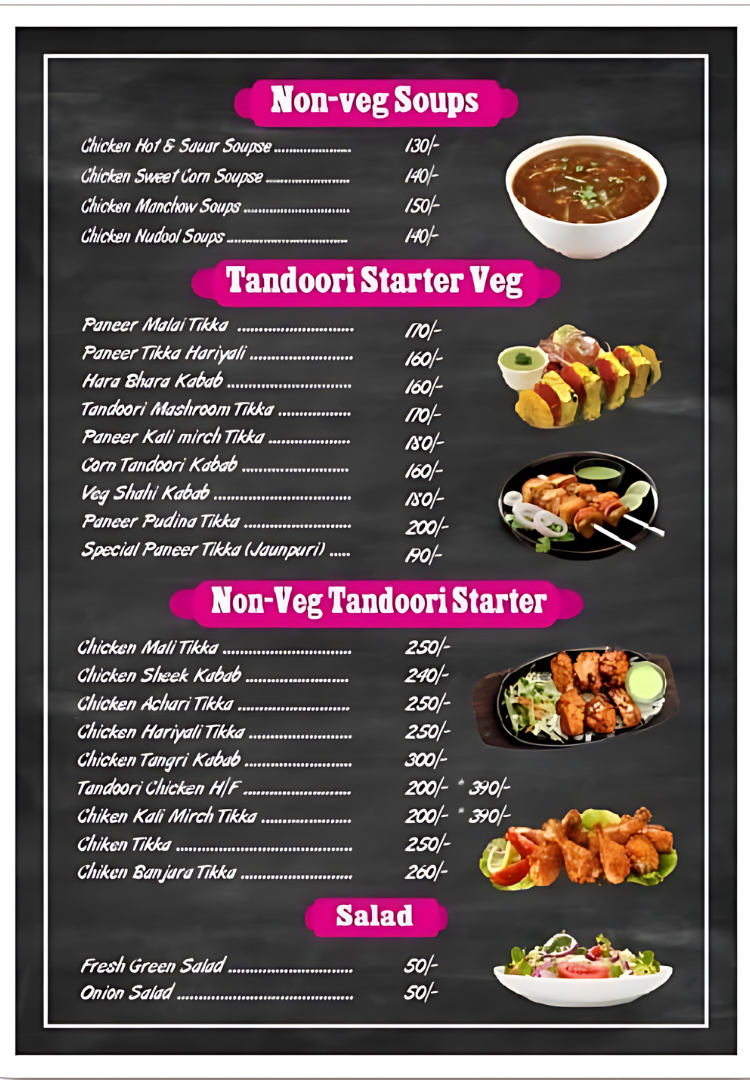 Non-veg Soups
Chicken Hot & Sauar Soupse ..................... 130/-
Chicken Sweet Corn Soupse ....................... 140/-
Chicken Manchow Soups ............................. 150/-
Chicken Nudool Soups ................................. 140/-
Tandoori Starter Veg
Paneer Malai Tikka ................................ 170/-
Paneer Tikka Hariyali ............................ 160/-
Hara Bhara Kabab .................................. 160/-
Tandoori Mashroom Tikka .................... 170/-
Paneer Kali mirch Tikka ...................... 180/-
Corn Tandoori Kabab ............................. 160/-
Veg Shahi Kabab ..................................... 180/-
Paneer Pudina Tikka ............................. 200/-
Special Paneer Tikka (Jaunpuri) ..... 190/-
Non-Veg Tandoori Starter
Chicken Mali Tikka ................................... 250/-
Chicken Sheek Kabab ............................ 240/-
Chicken Achari Tikka .............................. 250/-
Chicken Hariyali Tikka ........................... 250/-
Chicken Tangri Kabab ............................ 300/-
Tandoori Chicken H/F ............................. 200/- * 390/-
Chiken Kali Mirch Tikka ........................ 200/- * 390/-
Chiken Tikka ............................................... 250/-
Chiken Banjara Tikka .............................. 260/-
Salad
Fresh Green Salad .................................. 50/-
Onion Salad ............................................... 50/-